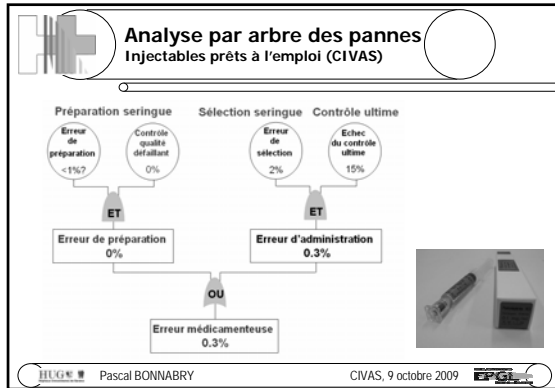 Analyse par arbre des pannes
Injectables prêts à l'emploi (CIVAS)
Préparation seringue
Sélection seringue
Contrôle ultime
Erreur
de
préparation
<1%?
Contrôle
qualité
défaillant
0%
Erreur
de
sélection
2%
Echec
du contrôle
ultime
15%
ET
ET
Erreur de préparation
0%
Erreur d'administration
0.3%
OU
Erreur médicamenteuse
0.3%
HUG
Pascal BONNABRY
CIVAS, 9 octobre 2009
EPGL